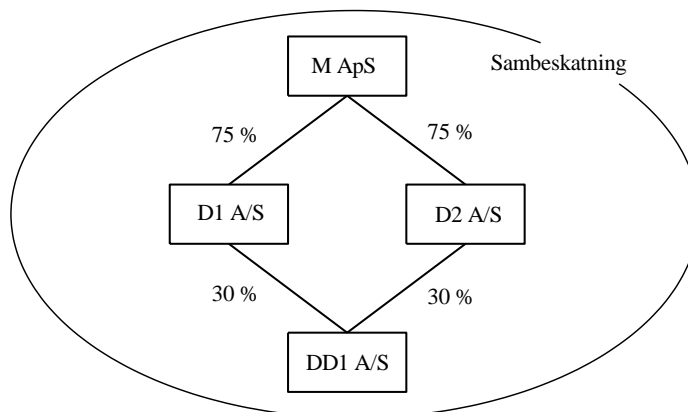 M ApS
Sambeskatning
75 %
75 %
D1 A/S
D2 A/S
30 %
30 %
DD1 A/S